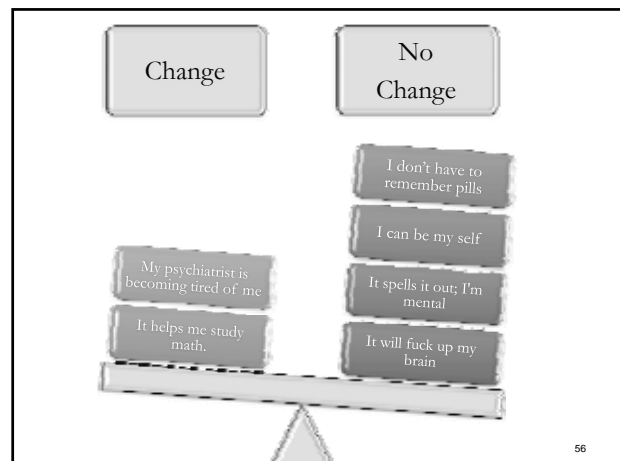 Change
No
Change
I don't have to
remember pills
I can be my self
It spells it out; I'm
mental
It will fuck up my
brain
My psychiatrist is
becoming tired of me
It helps me study
math.
56